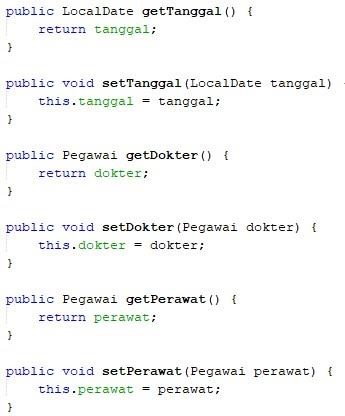 public LocalDate getTanggal() {
    return tanggal;
}
public void setTanggal(LocalDate tanggal)
    this.tanggal = tanggal;
}
public Pegawai getDokter() {
    return dokter;
}
public void setDokter(Pegawai dokter) {
    this.dokter = dokter;
}
public Pegawai getPerawat() {
    return perawat;
}
public void setPerawat(Pegawai perawat) {
    this.perawat = perawat;
}